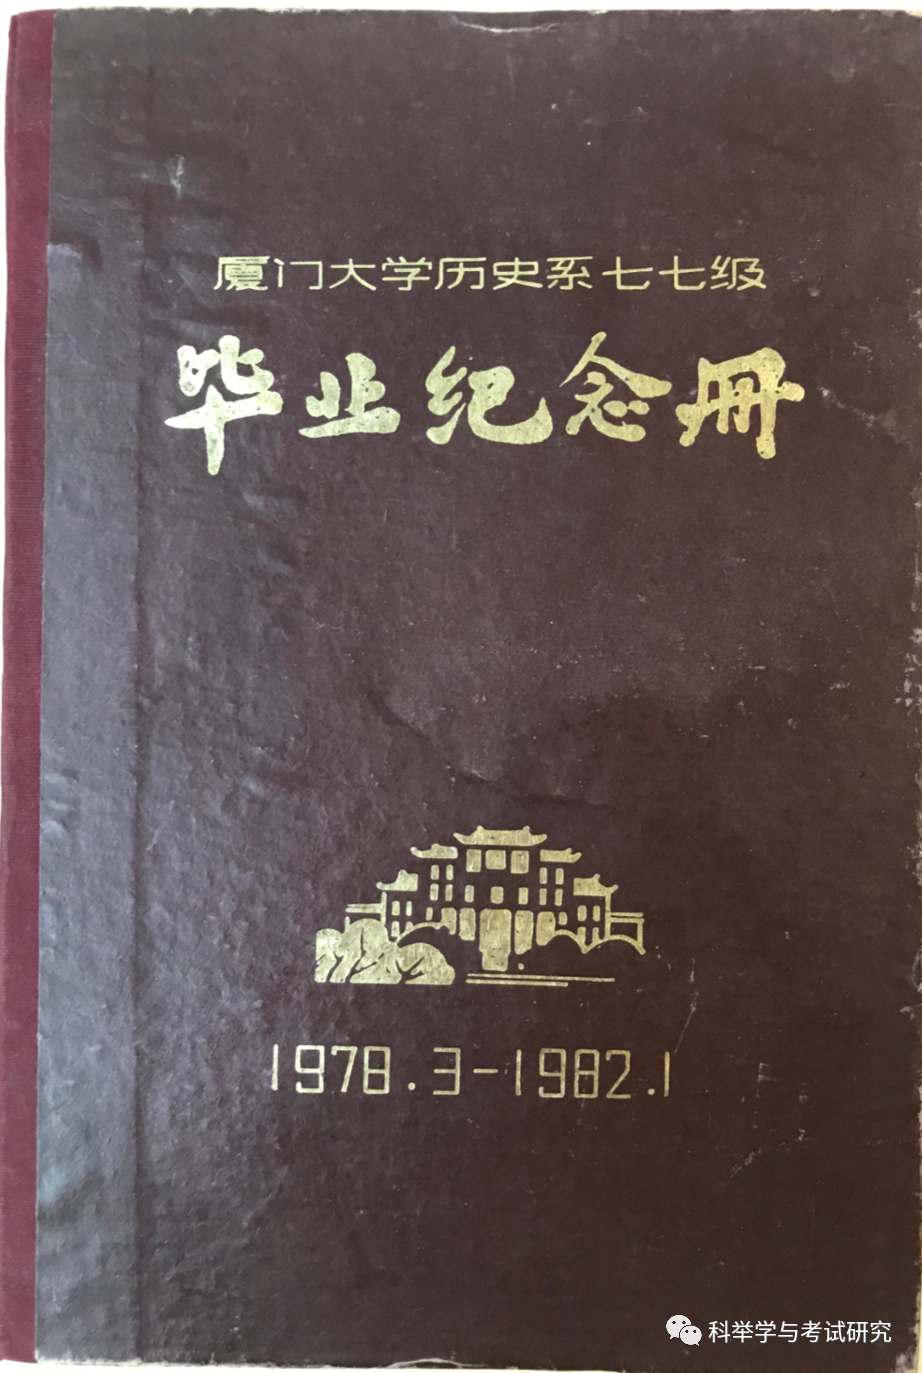 厦门大学历史系七七级
毕业纪念册
1978.3-1982.1
科举学与考试研究